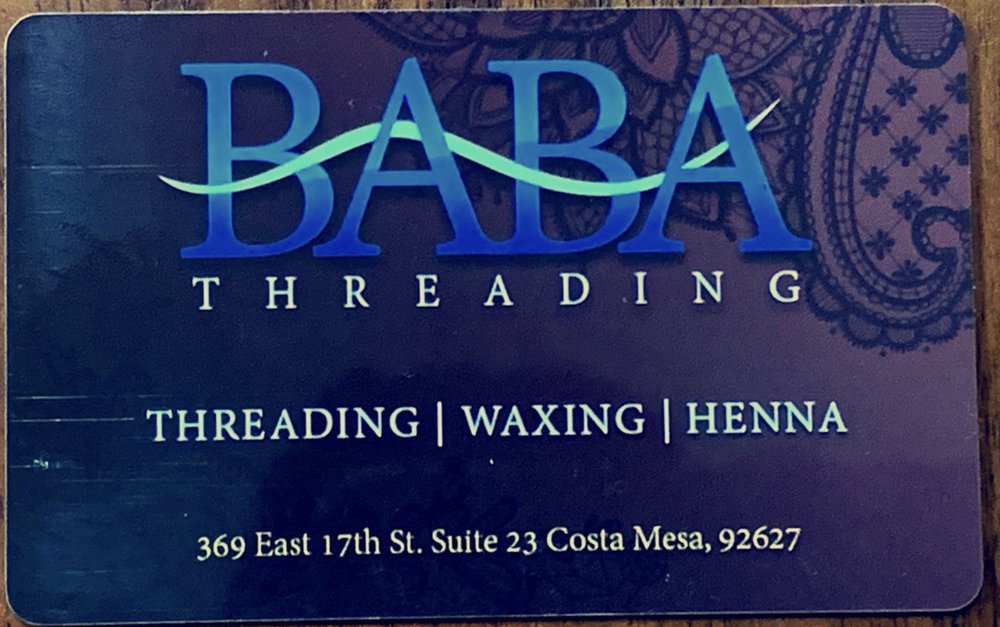 BABA
THREADING
THREADING | WAXING | HENNA
369 East 17th St. Suite 23 Costa Mesa, 92627